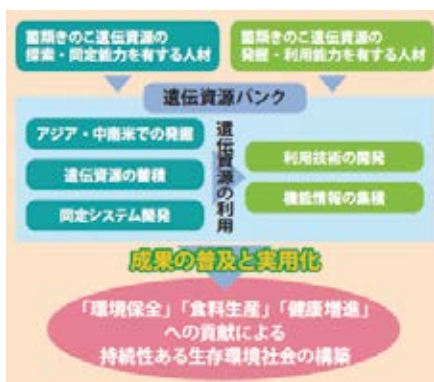 菌類きのこ遺伝資源の
探索・同定能力を有する人材
菌類きのこ遺伝資源の
発掘・利用能力を有する人材
遺伝資源バンク
アジア・中南米での発掘
遺伝資源の蓄積
同定システム開発
遺伝資源の利用
利用技術の開発
機能情報の集積
成果の普及と実用化
「環境保全」「食料生産」「健康増進」
への貢献による
持続性ある生存環境社会の構築